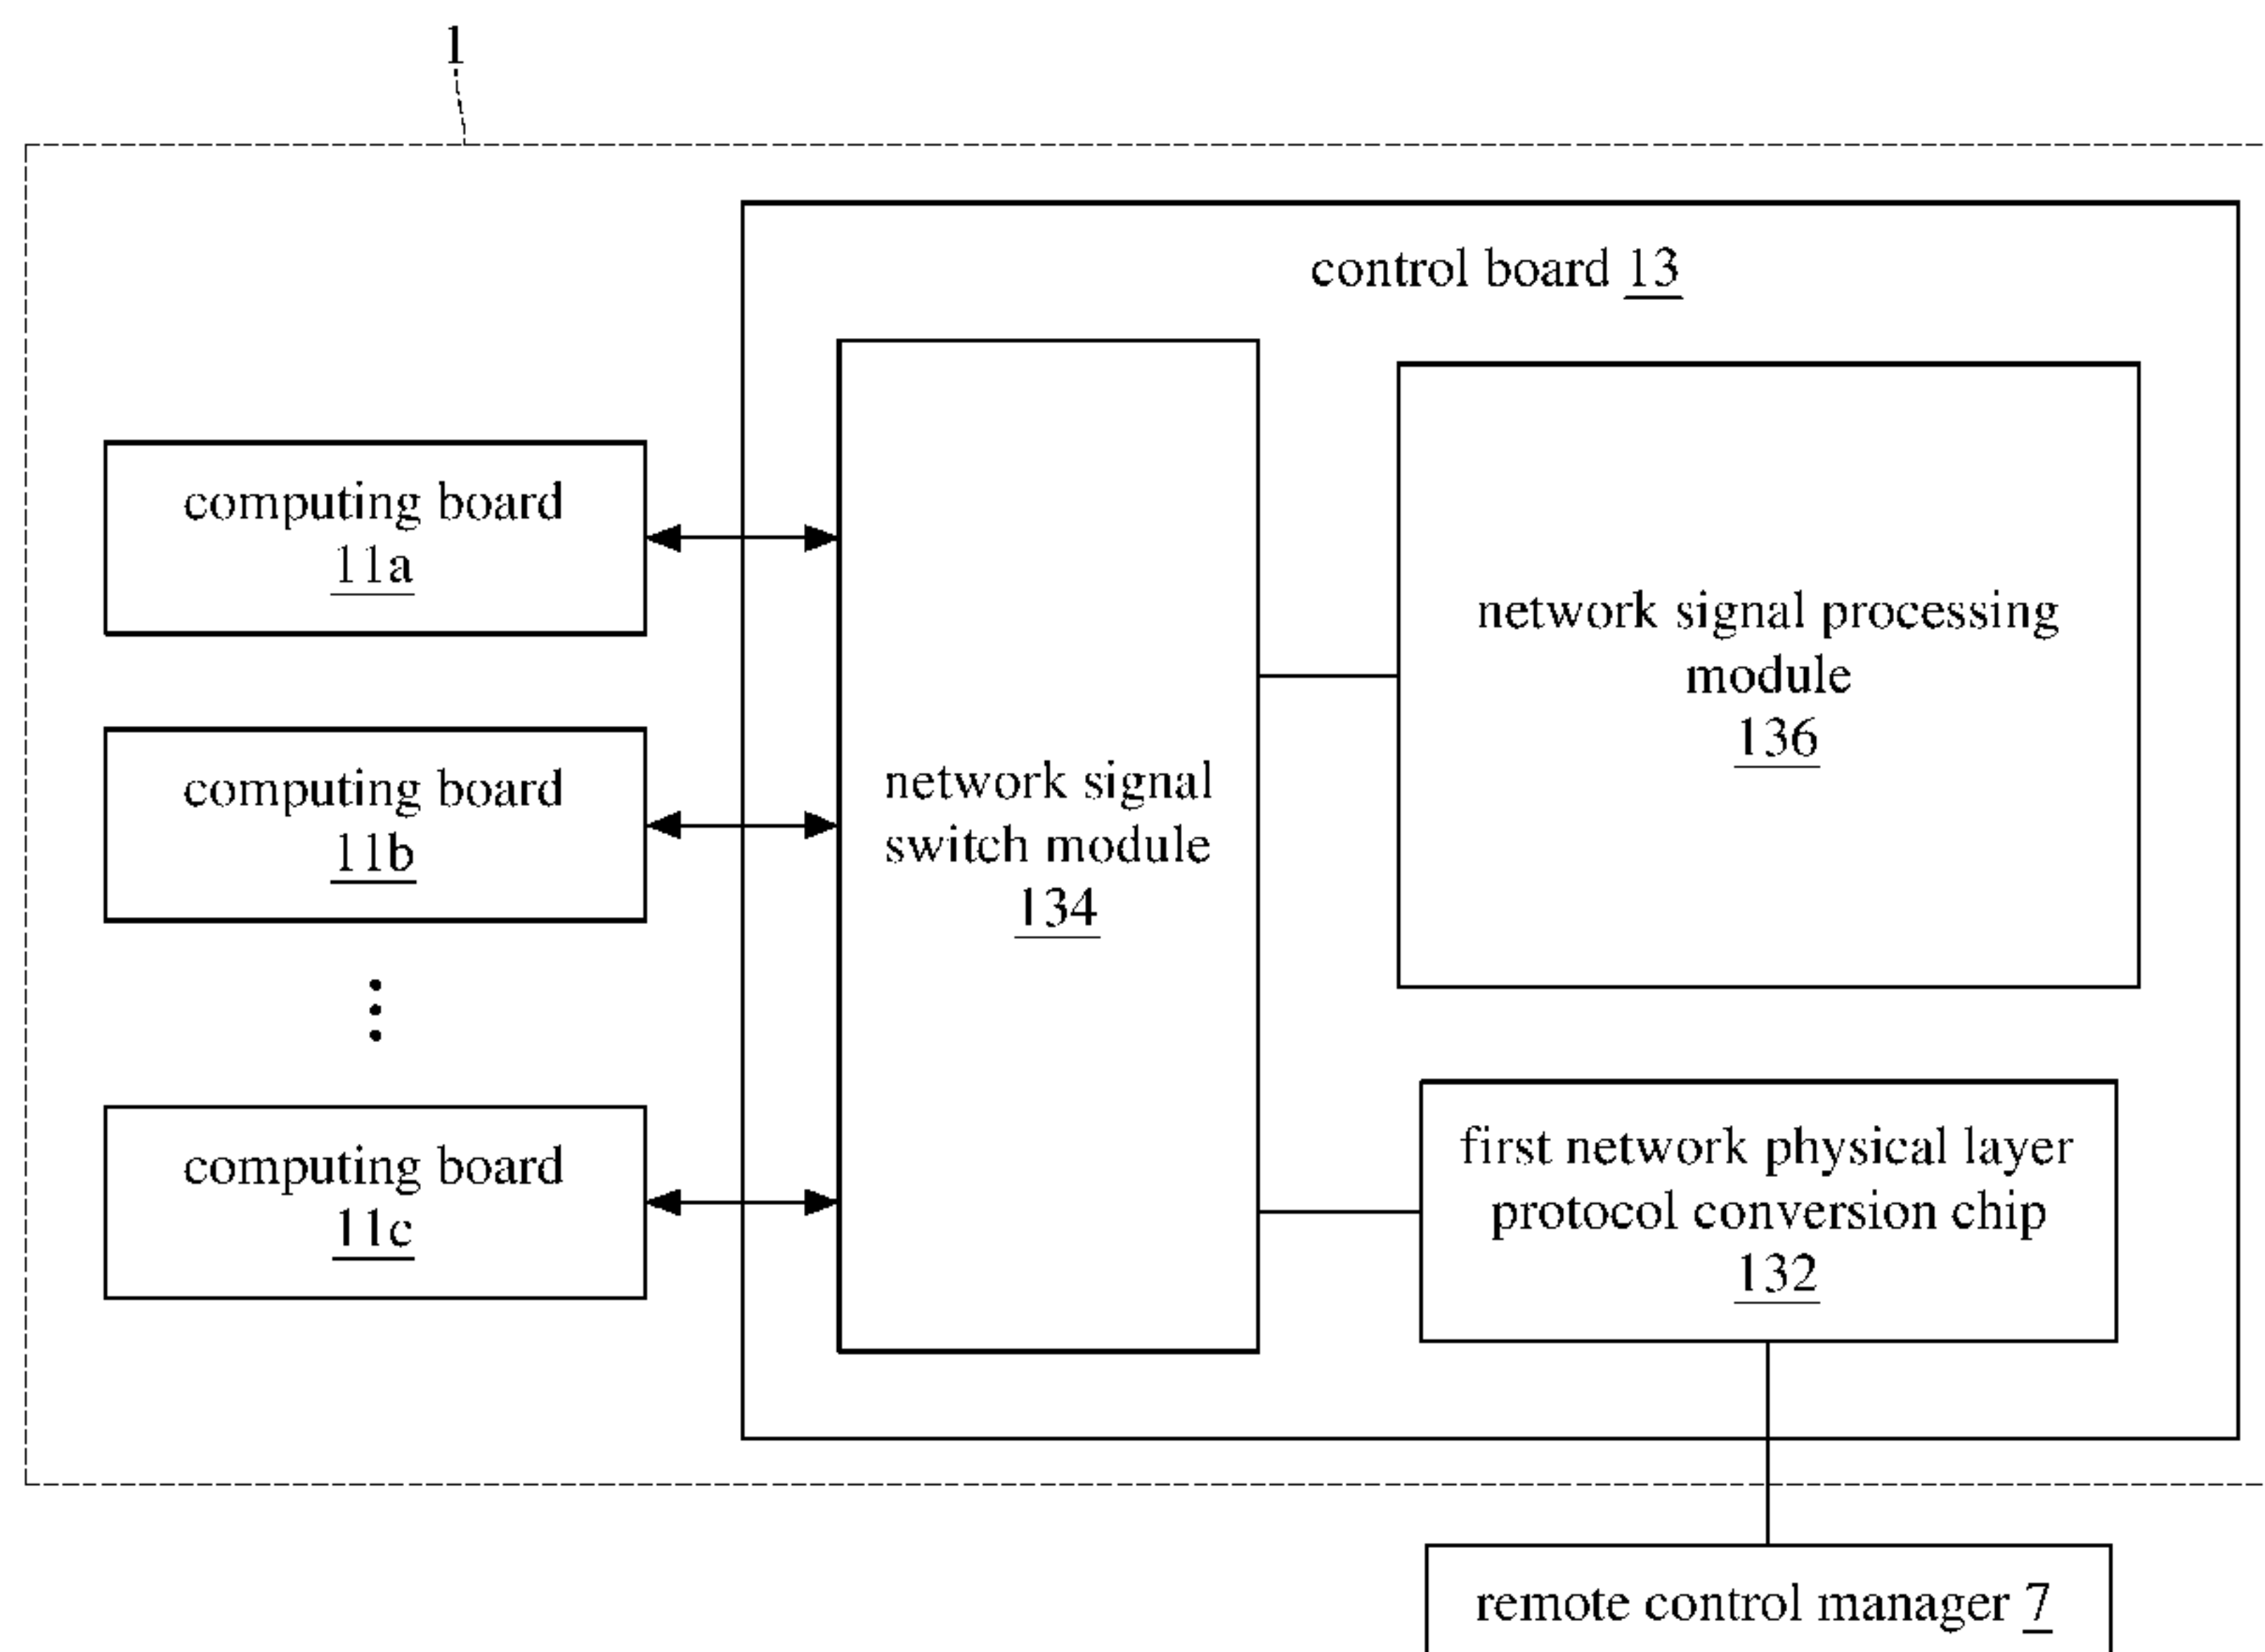 1
control board 13
computing board
11a
computing board
11b
computing board
11c
network signal
switch module
134
network signal processing
module
136
first network physical layer
protocol conversion chip
132
remote control manager 7